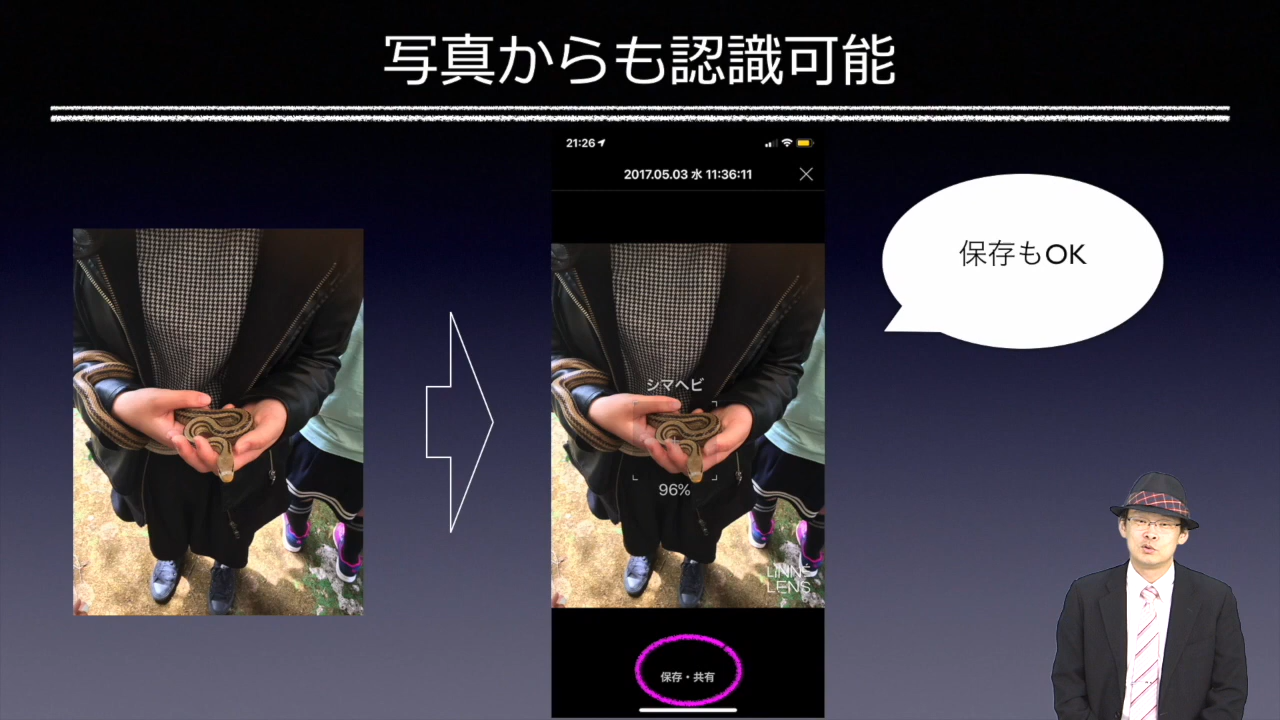 写真からも認識可能
21:26
2017.05.03 水 11:36:11
保存もOK
シマヘビ
96%
LINNÉ
LENS
保存・共有